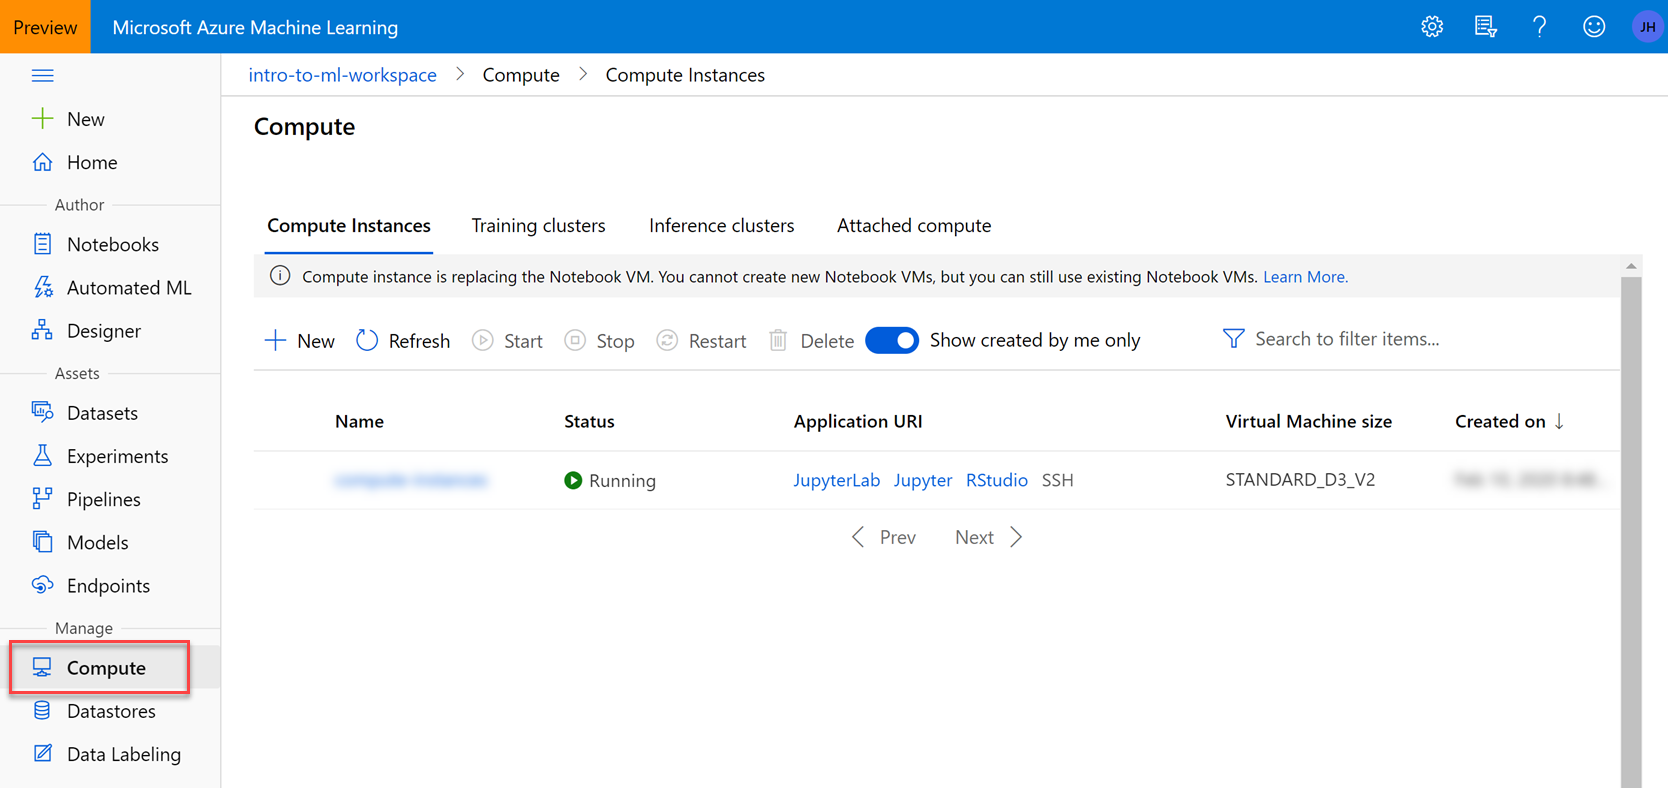 Preview
Microsoft Azure Machine Learning
JH
intro-to-ml-workspace > Compute > Compute Instances
New
Home
Author
Notebooks
Automated ML
Designer
Assets
Datasets
Experiments
Pipelines
Models
Endpoints
Manage
Compute
Datastores
Data Labeling
Compute
Compute Instances Training clusters Inference clusters Attached compute
Compute instance is replacing the Notebook VM. You cannot create new Notebook VMs, but you can still use existing Notebook VMs. Learn More.
New Refresh Start Stop Restart Delete Show created by me only Search to filter items...
Name Status Application URI Virtual Machine size Created on ↓
Running JupyterLab Jupyter RStudio SSH STANDARD_D3_V2
< Prev Next >